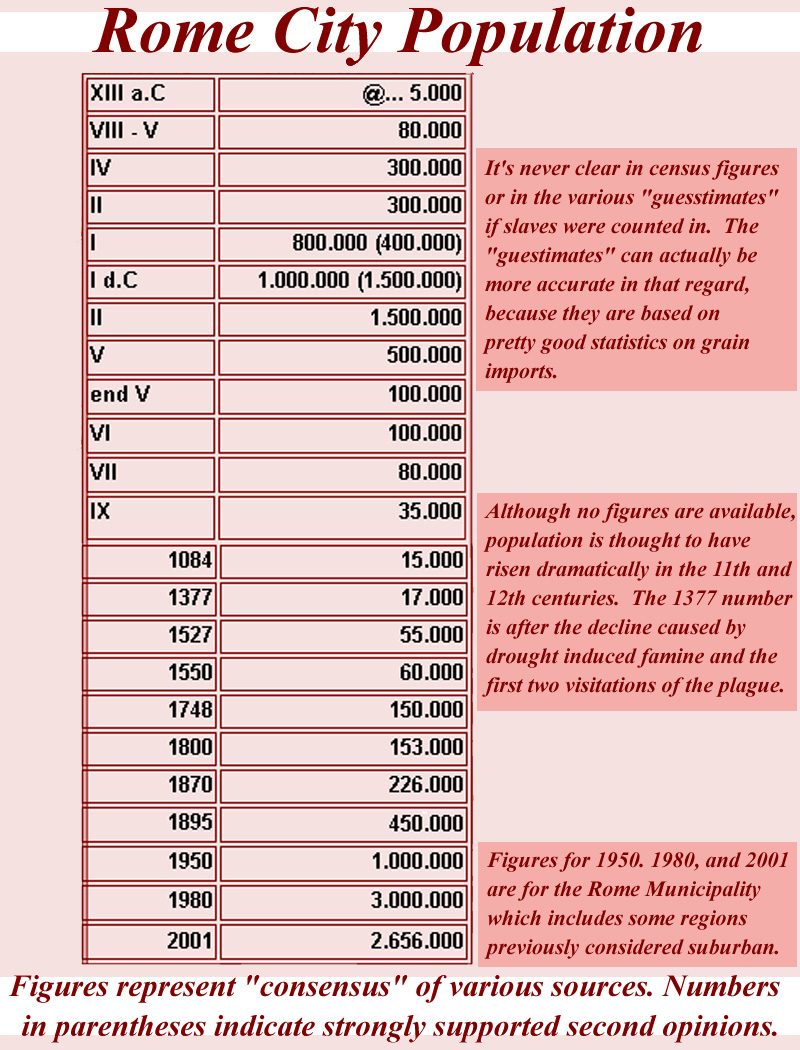 Rome City Population
XIII a.C @... 5.000
VIII - V 80.000
IV 300.000
II 300.000
I 800.000 (400.000)
I d.C 1.000.000 (1.500.000)
II 1.500.000
V 500.000
end V 100.000
VI 100.000
VII 80.000
IX 35.000
1084 15.000
1377 17.000
1527 55.000
1550 60.000
1748 150.000
1800 153.000
1870 226.000
1895 450.000
1950 1.000.000
1980 3.000.000
2001 2.656.000
It's never clear in census figures
or in the various "guesstimates"
if slaves were counted in. The
"guestimates" can actually be
more accurate in that regard,
because they are based on
pretty good statistics on grain
imports.
Although no figures are available,
population is thought to have
risen dramatically in the 11th and
12th centuries. The 1377 number
is after the decline caused by
drought induced famine and the
first two visitations of the plague.
Figures for 1950. 1980, and 2001
are for the Rome Municipality
which includes some regions
previously considered suburban.
Figures represent "consensus" of various sources. Numbers
in parentheses indicate strongly supported second opinions.